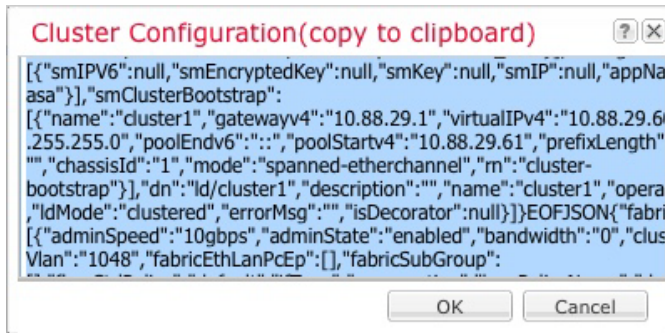 Cluster Configuration(copy to clipboard)
? X
[{"smIPV6":null,"smEncryptedKey":null,"smKey":null,"smIP":null,"appNa
asa"}],"smClusterBootstrap":
[{"name":"cluster1","gatewayv4":"10.88.29.1","virtualIPv4":"10.88.29.60
.255.255.0","poolEndv6":"::","poolStartv4":"10.88.29.61","prefixLength"
"","chassisId":"1","mode":"spanned-etherchannel","rn":"cluster-
bootstrap"}],"dn":"ld/cluster1","description":"","name":"cluster1","opera
,"ldMode":"clustered","errorMsg":"","isDecorator":null}]}EOFJSON{"fabri
[{"adminSpeed":"10gbps","adminState":"enabled","bandwidth":"0","clus
Vlan":"1048","fabricEthLanPcEp":[],"fabricSubGroup":
OK Cancel